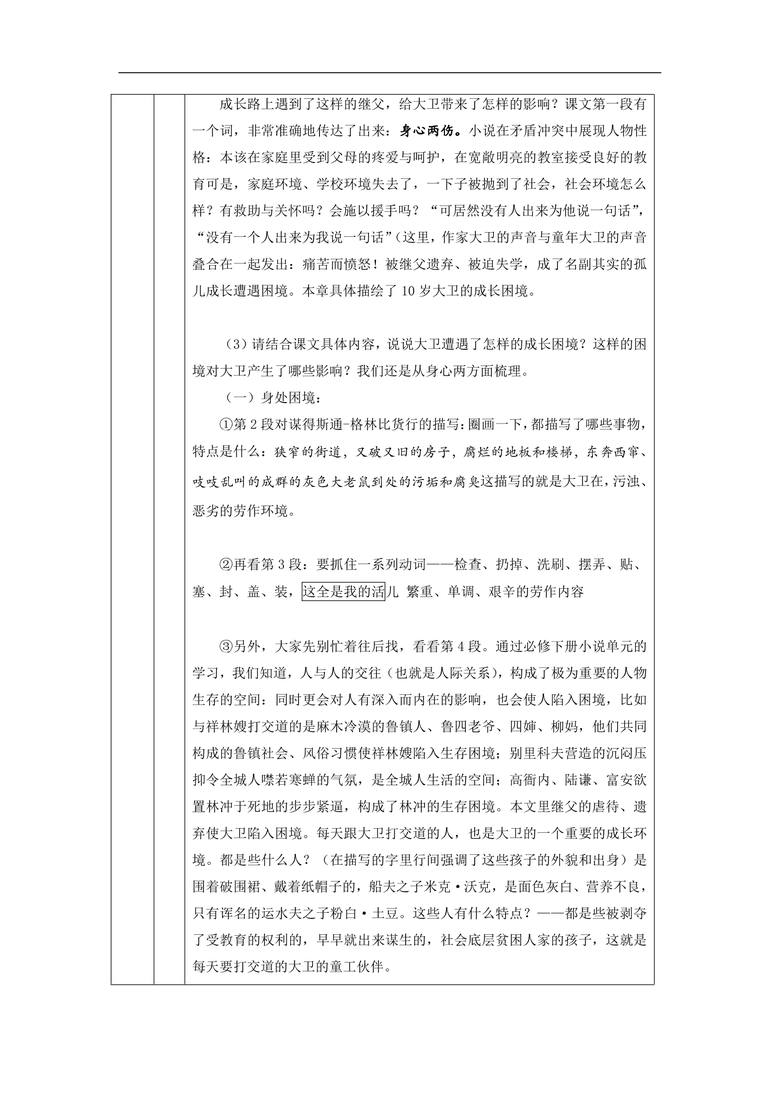 成长路上遇到了这样的继父，给大卫带来了怎样的影响？课文第一段有
一个词，非常准确地传达了出来：身心两伤。小说在矛盾冲突中展现人物性
格：本该在家庭里受到父母的疼爱与呵护，在宽敞明亮的教室接受良好的教
育可是，家庭环境、学校环境失去了，一下子被抛到了社会，社会环境怎么
样？有救助与关怀吗？会施以援手吗？“可居然没有人出来为他说一句话”，
“没有一个人出来为我说一句话”（这里，作家大卫的声音与童年大卫的声音
叠合在一起发出：痛苦而愤怒！被继父遗弃、被迫失学，成了名副其实的孤
儿成长遭遇困境。本章具体描绘了 10 岁大卫的成长困境。
（3）请结合课文具体内容，说说大卫遭遇了怎样的成长困境？这样的困
境对大卫产生了哪些影响？我们还是从身心两方面梳理。
（一）身处困境：
①第 2 段对谋得斯通-格林比货行的描写：圈画一下，都描写了哪些事物，
特点是什么：狭窄的街道，又破又旧的房子，腐烂的地板和楼梯，东奔西窜、
吱吱乱叫的成群的灰色大老鼠到处的污垢和腐臭这描写的就是大卫在，污浊、
恶劣的劳作环境。
②再看第 3 段：要抓住一系列动词——检查、扔掉、洗刷、摆弄、贴、
塞、封、盖、装，这全是我的活儿 繁重、单调、艰辛的劳作内容
③另外，大家先别忙着往后找，看看第 4 段。通过必修下册小说单元的
学习，我们知道，人与人的交往（也就是人际关系），构成了极为重要的人物
生存的空间：同时更会对人有深入而内在的影响，也会使人陷入困境，比如
与祥林嫂打交道的是麻木冷漠的鲁镇人、鲁四老爷、四婶、柳妈，他们共同
构成的鲁镇社会、风俗习惯使祥林嫂陷入生存困境；别里科夫营造的沉闷压
抑令全城人噤若寒蝉的气氛，是全城人生活的空间；高衙内、陆谦、富安欲
置林冲于死地的步步紧逼，构成了林冲的生存困境。本文里继父的虐待、遗
弃使大卫陷入困境。每天跟大卫打交道的人，也是大卫的一个重要的成长环
境。都是些什么人？（在描写的字里行间强调了这些孩子的外貌和出身）是
围着破围裙、戴着纸帽子的，船夫之子米克·沃克，是面色灰白、营养不良，
只有诨名的运水夫之子粉白·土豆。这些人有什么特点？——都是些被剥夺
了受教育的权利的，早早就出来谋生的，社会底层贫困人家的孩子，这就是
每天要打交道的大卫的童工伙伴。